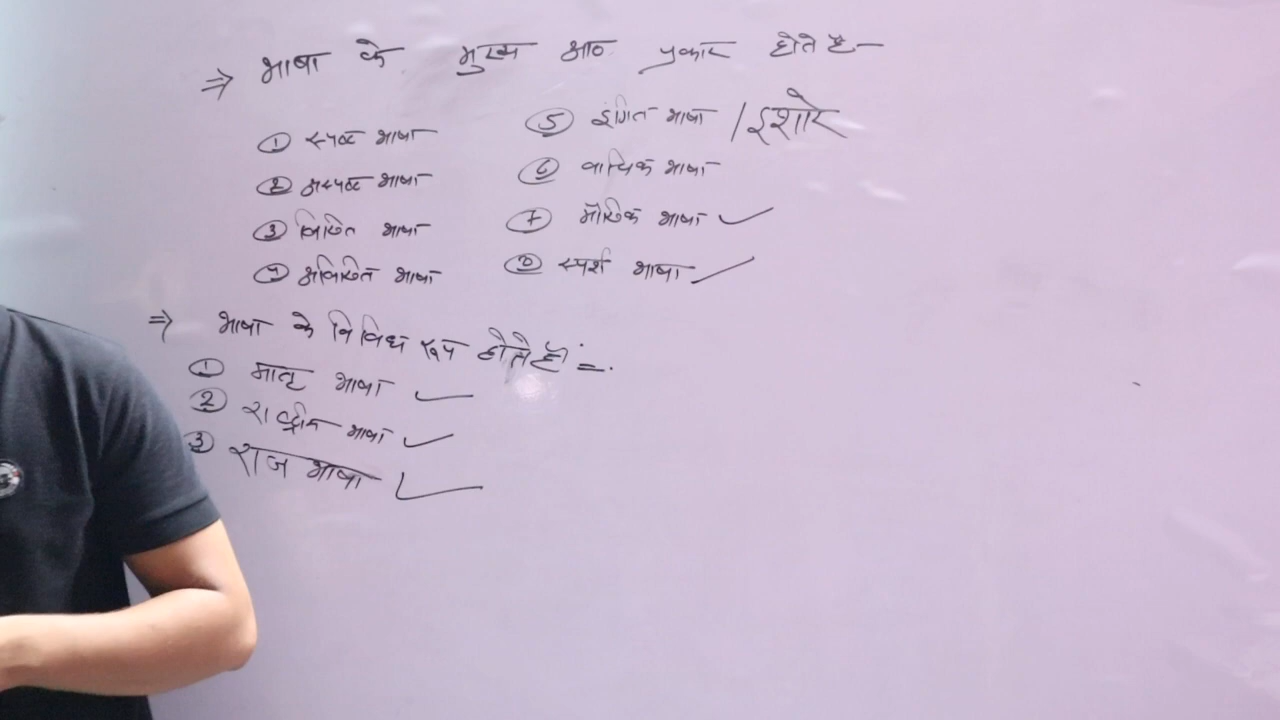 ⇒ भाषा के मुख्य आठ प्रकार होते है-
① स्पष्ट भाषा
② अस्पष्ट भाषा
③ लिखित भाषा
④ अलिखित भाषा
⑤ इंगित भाषा / इशारे
⑥ वाचिक भाषा
⑦ मौखिक भाषा ✓
⑧ स्पर्श भाषा ✓
⇒ भाषा के विविध रूप होते हैं :-
① मातृ भाषा ✓
② राष्ट्रीय भाषा ✓
③ राज भाषा ✓